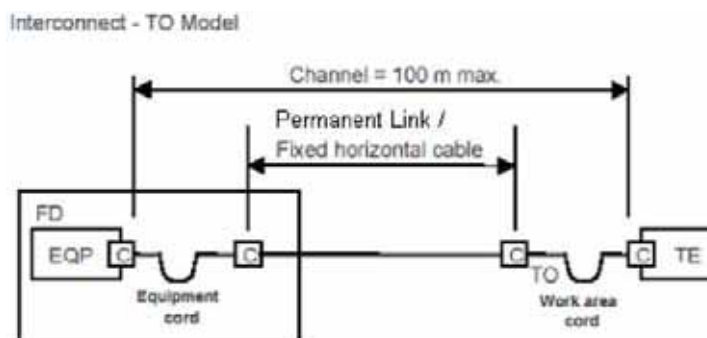 Interconnect - TO Model
Channel = 100 m max.
Permanent Link /
Fixed horizontal cable
FD
EQP
C
C
C
C
TE
TO
Equipment
cord
Work area
cord